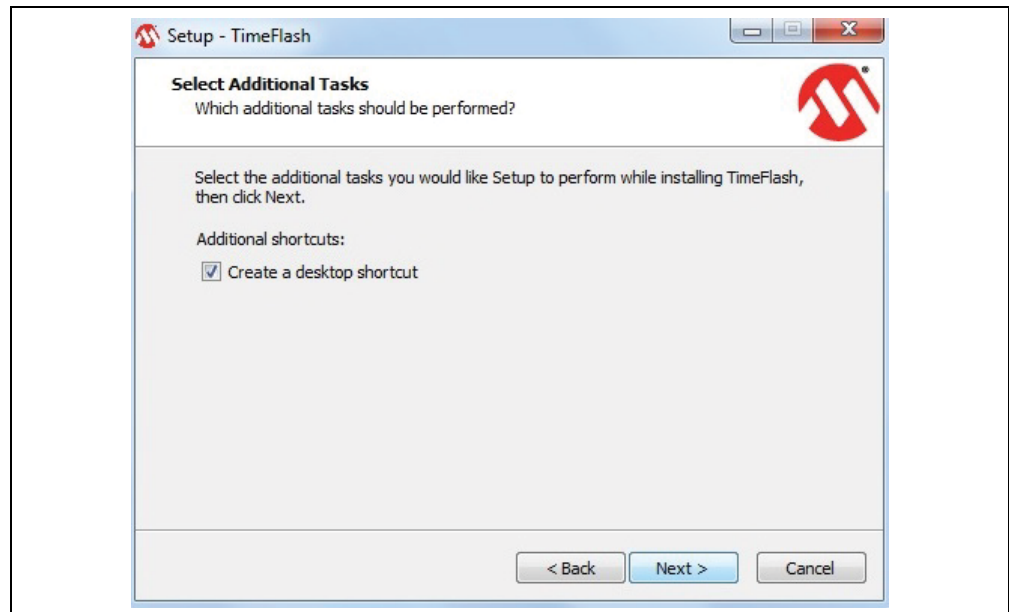 Setup - TimeFlash
Select Additional Tasks
Which additional tasks should be performed?
Select the additional tasks you would like Setup to perform while installing TimeFlash,
then click Next.
Additional shortcuts:
Create a desktop shortcut
< Back Next > Cancel